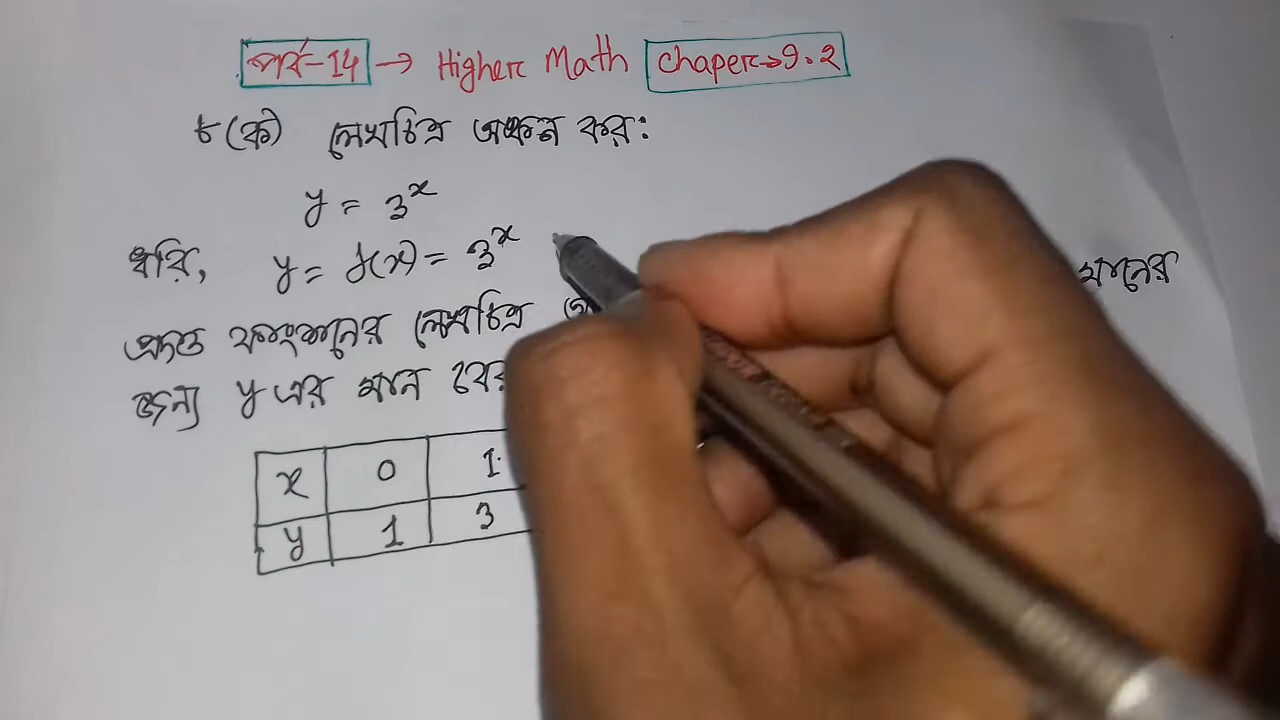 পর্ব-14 → Higher Math Chaper→9.2
৮(ক) লেখচিত্র অঙ্কন কর:
y = 3^x
ধরি, y = f(x) = 3^x
প্রদত্ত ফাংশনের লেখচিত্র মানের
জন্য y এর মান বের
x 0 1
y 1 3